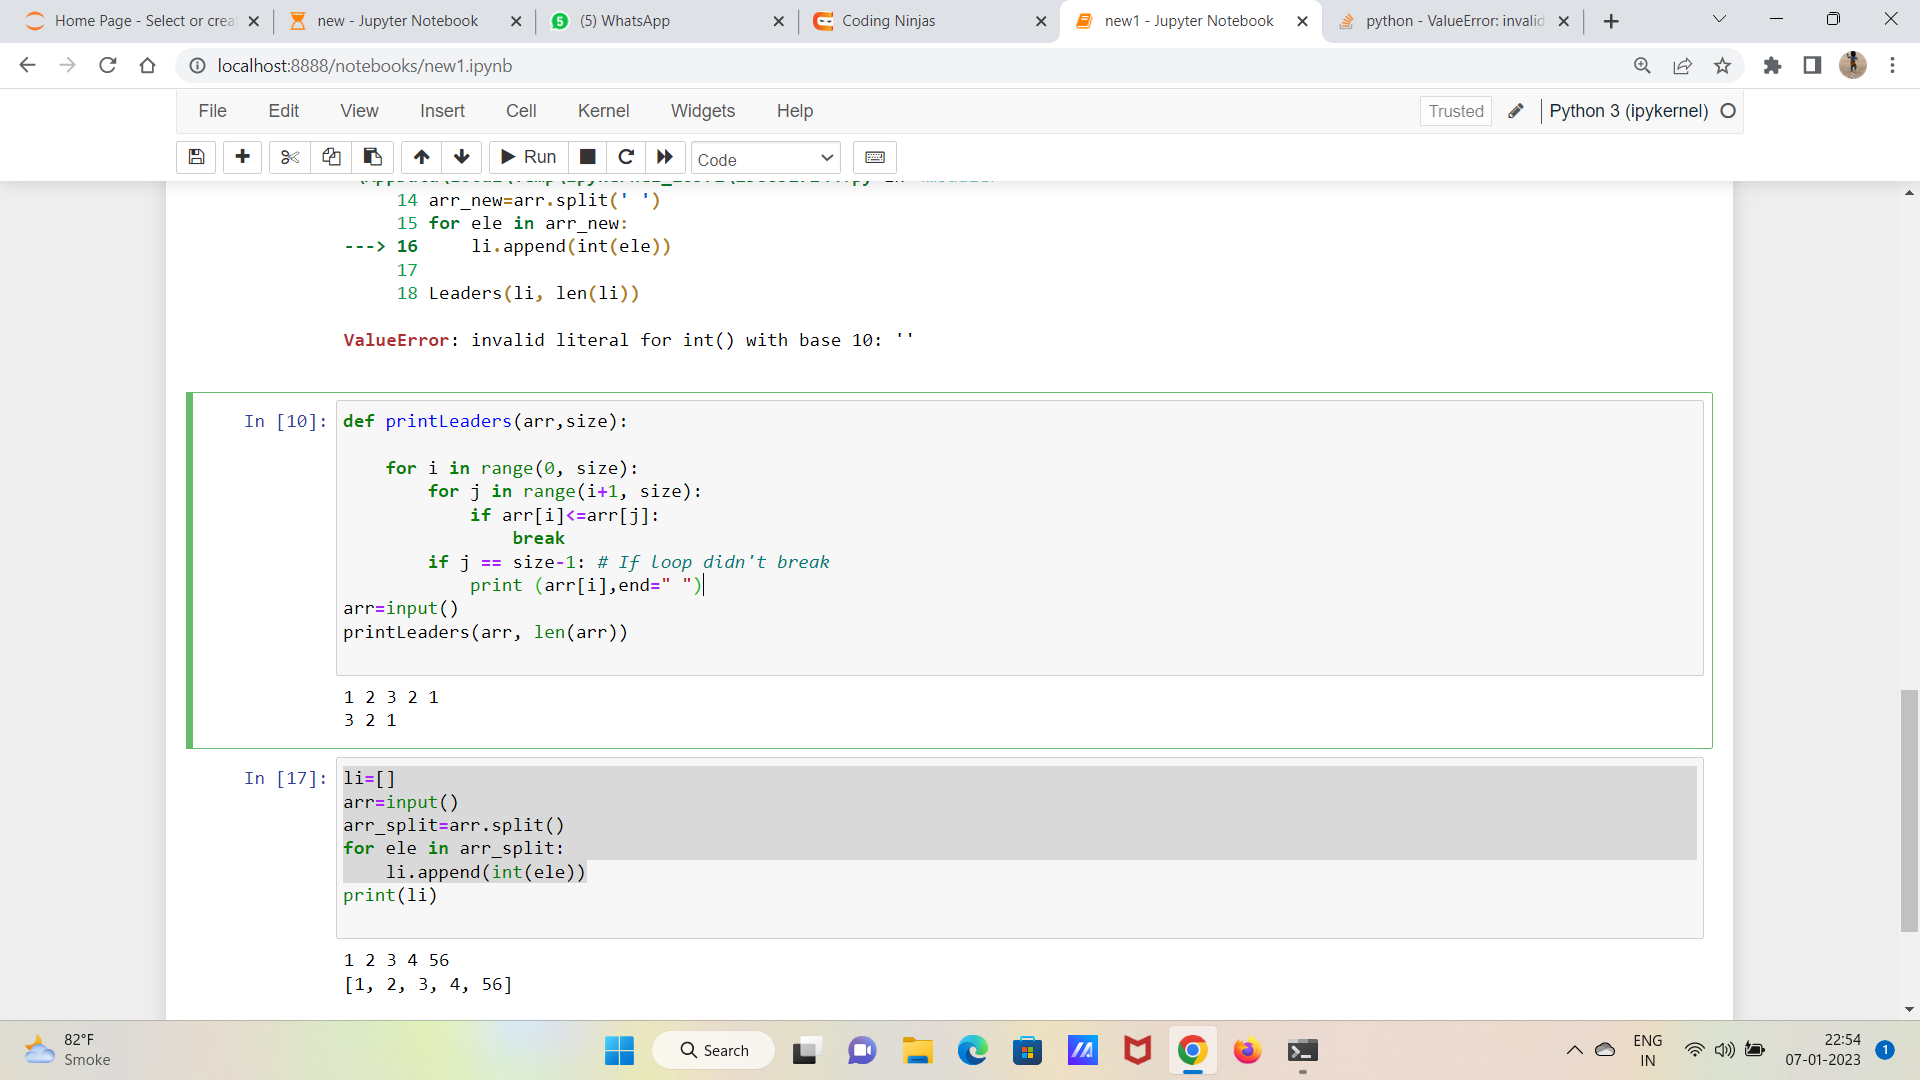 Home Page - Select or crea
new - Jupyter Notebook
(5) WhatsApp
Coding Ninjas
new1 - Jupyter Notebook
python - ValueError: invalid
localhost:8888/notebooks/new1.ipynb
File Edit View Insert Cell Kernel Widgets Help
Trusted
Python 3 (ipykernel)
Run
Code
14 arr_new=arr.split(' ')
15 for ele in arr_new:
---> 16     li.append(int(ele))
17
18 Leaders(li, len(li))
ValueError: invalid literal for int() with base 10: ''
In [10]:
def printLeaders(arr,size):
    for i in range(0, size):
        for j in range(i+1, size):
            if arr[i]<=arr[j]:
                break
        if j == size-1: # If loop didn't break
            print (arr[i],end=" ")
arr=input()
printLeaders(arr, len(arr))
1 2 3 2 1
3 2 1
In [17]:
li=[]
arr=input()
arr_split=arr.split()
for ele in arr_split:
    li.append(int(ele))
print(li)
1 2 3 4 56
[1, 2, 3, 4, 56]
82°F
Smoke
Search
ENG
IN
22:54
07-01-2023
1